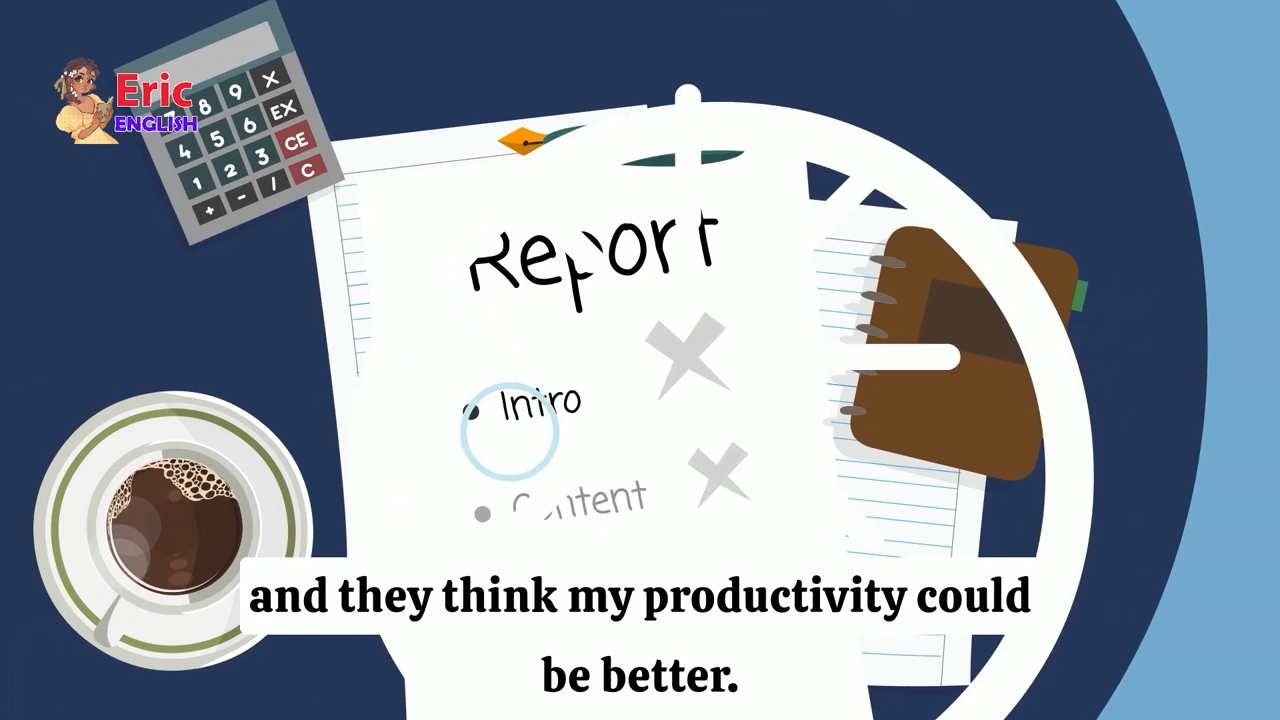 Eric
ENGLISH
8 9 X
4 5 6 EX
1 2 3 CE
+ - / C
Report
• Intro
• Content
and they think my productivity could
be better.